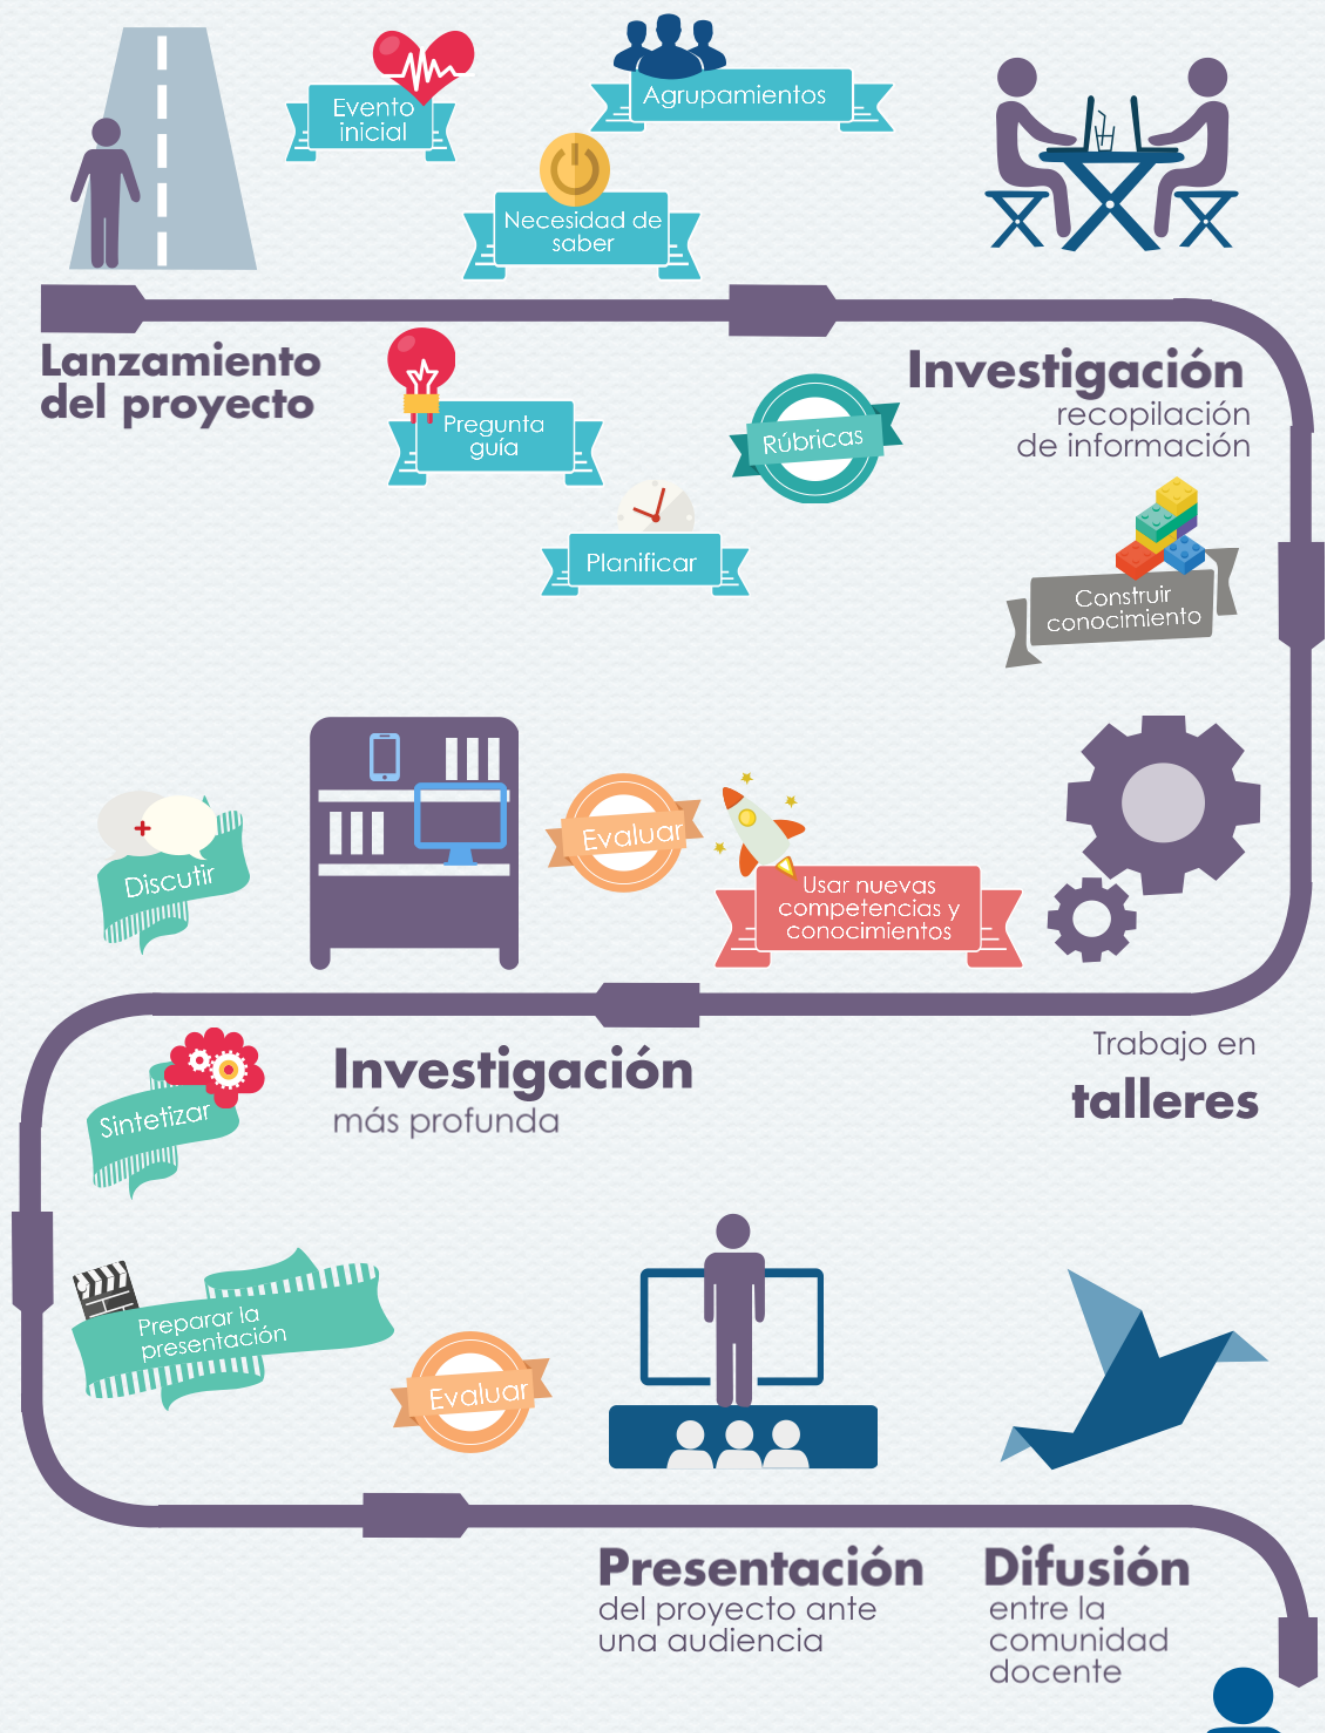 Evento
inicial
Agrupamientos
Necesidad de
saber
Lanzamiento
del proyecto
Pregunta
guía
Rúbricas
Planificar
Investigación
recopilación
de información
Construir
conocimiento
Usar nuevas
competencias y
conocimientos
Evaluar
Trabajo en
talleres
Investigación
más profunda
Discutir
Sintetizar
Preparar la
presentación
Evaluar
Presentación
del proyecto ante
una audiencia
Difusión
entre la
comunidad
docente